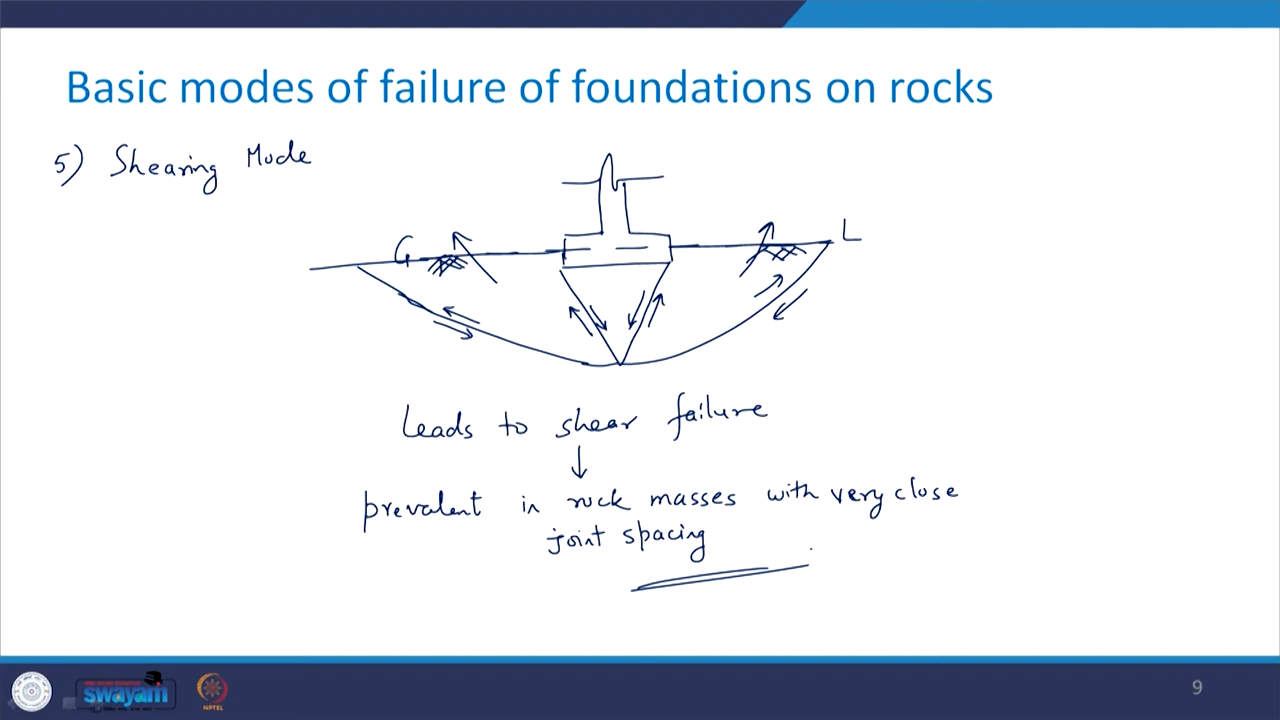 Basic modes of failure of foundations on rocks
5) Shearing Mode
G L
Leads to shear failure
prevalent in rock masses with very close
joint spacing
swayam
NPTEL
9